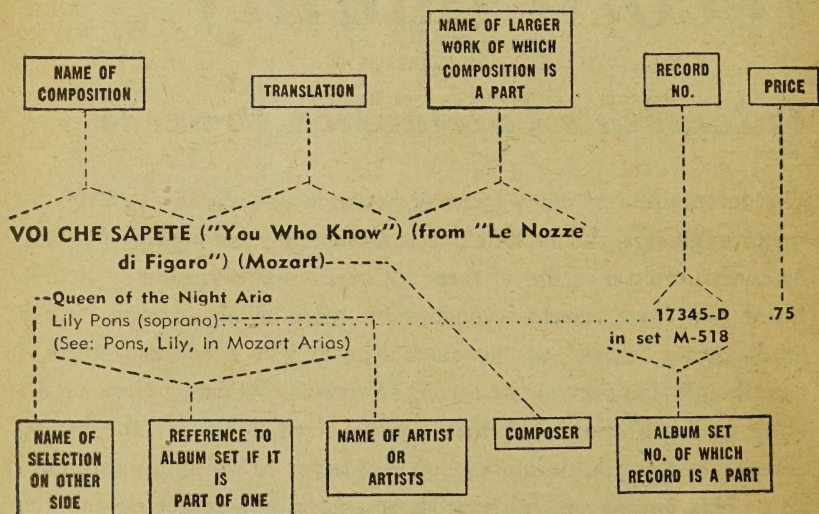 NAME OF
COMPOSITION
TRANSLATION
NAME OF LARGER
WORK OF WHICH
COMPOSITION IS
A PART
RECORD
NO.
PRICE
VOI CHE SAPETE ("You Who Know") (from "Le Nozze
di Figaro") (Mozart)
Queen of the Night Aria
Lily Pons (soprano) 17345-D .75
(See: Pons, Lily, in Mozart Arias) in set M-518
NAME OF
SELECTION
ON OTHER
SIDE
REFERENCE TO
ALBUM SET IF IT
IS
PART OF ONE
NAME OF ARTIST
OR
ARTISTS
COMPOSER
ALBUM SET
NO. OF WHICH
RECORD IS A PART